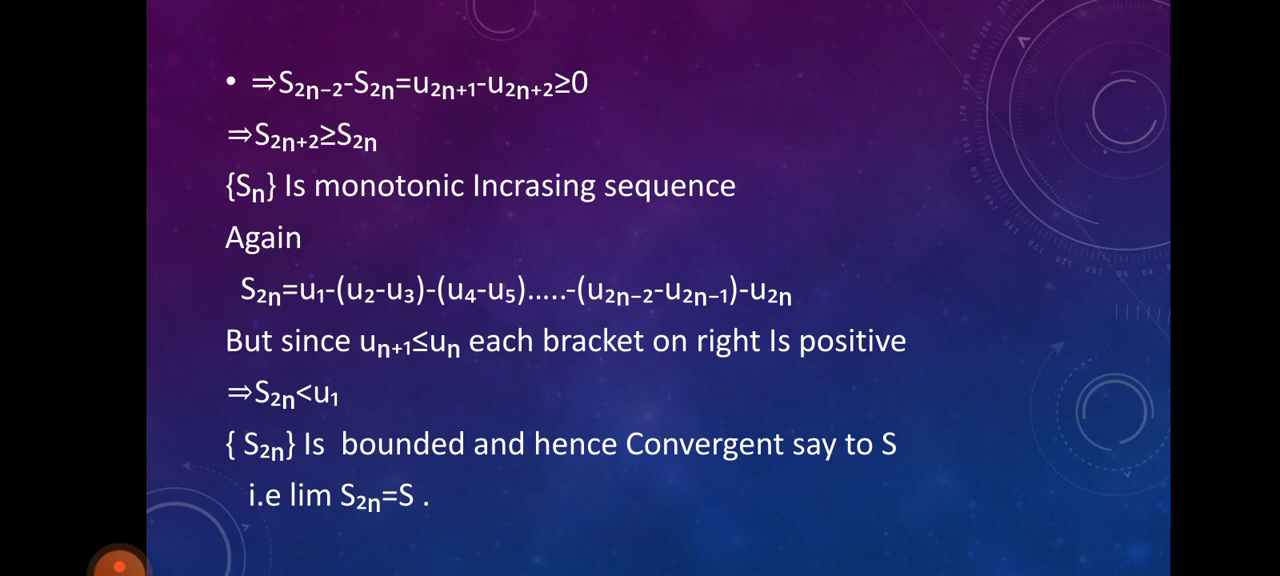 • ⇒S₂ₙ₋₂-S₂ₙ=u₂ₙ₊₁-u₂ₙ₊₂≥0
⇒S₂ₙ₊₂≥S₂ₙ
{Sₙ} Is monotonic Incrasing sequence
Again
S₂ₙ=u₁-(u₂-u₃)-(u₄-u₅).....-(u₂ₙ₋₂-u₂ₙ₋₁)-u₂ₙ
But since uₙ₊₁≤uₙ each bracket on right Is positive
⇒S₂ₙ<u₁
{ S₂ₙ} Is bounded and hence Convergent say to S
i.e lim S₂ₙ=S .